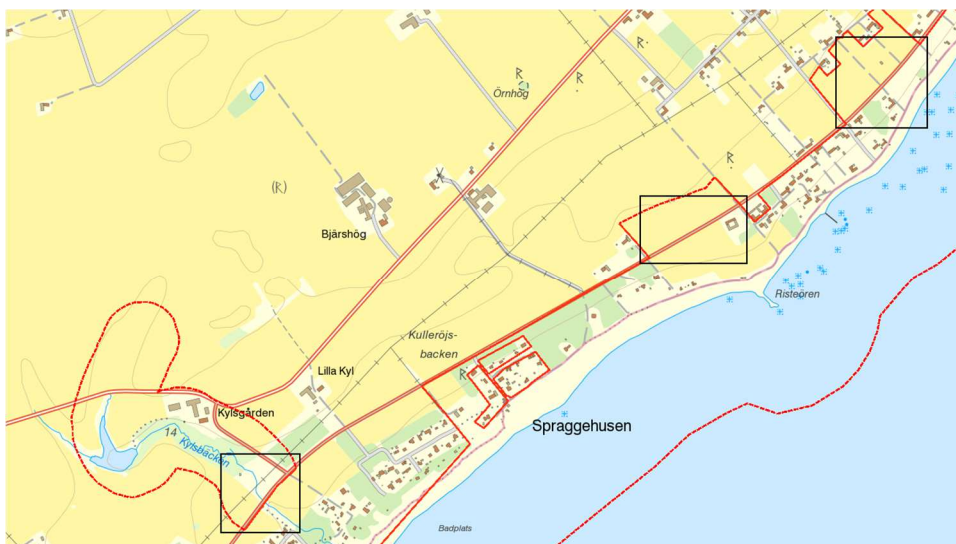 Örnhög
(R)
Bjärshög
Risteören
Kulleröjs-
backen
Lilla Kyl
Kylsgården
Spraggehusen
14
Kylsbäcken
Badplats
R
R
R
R
R